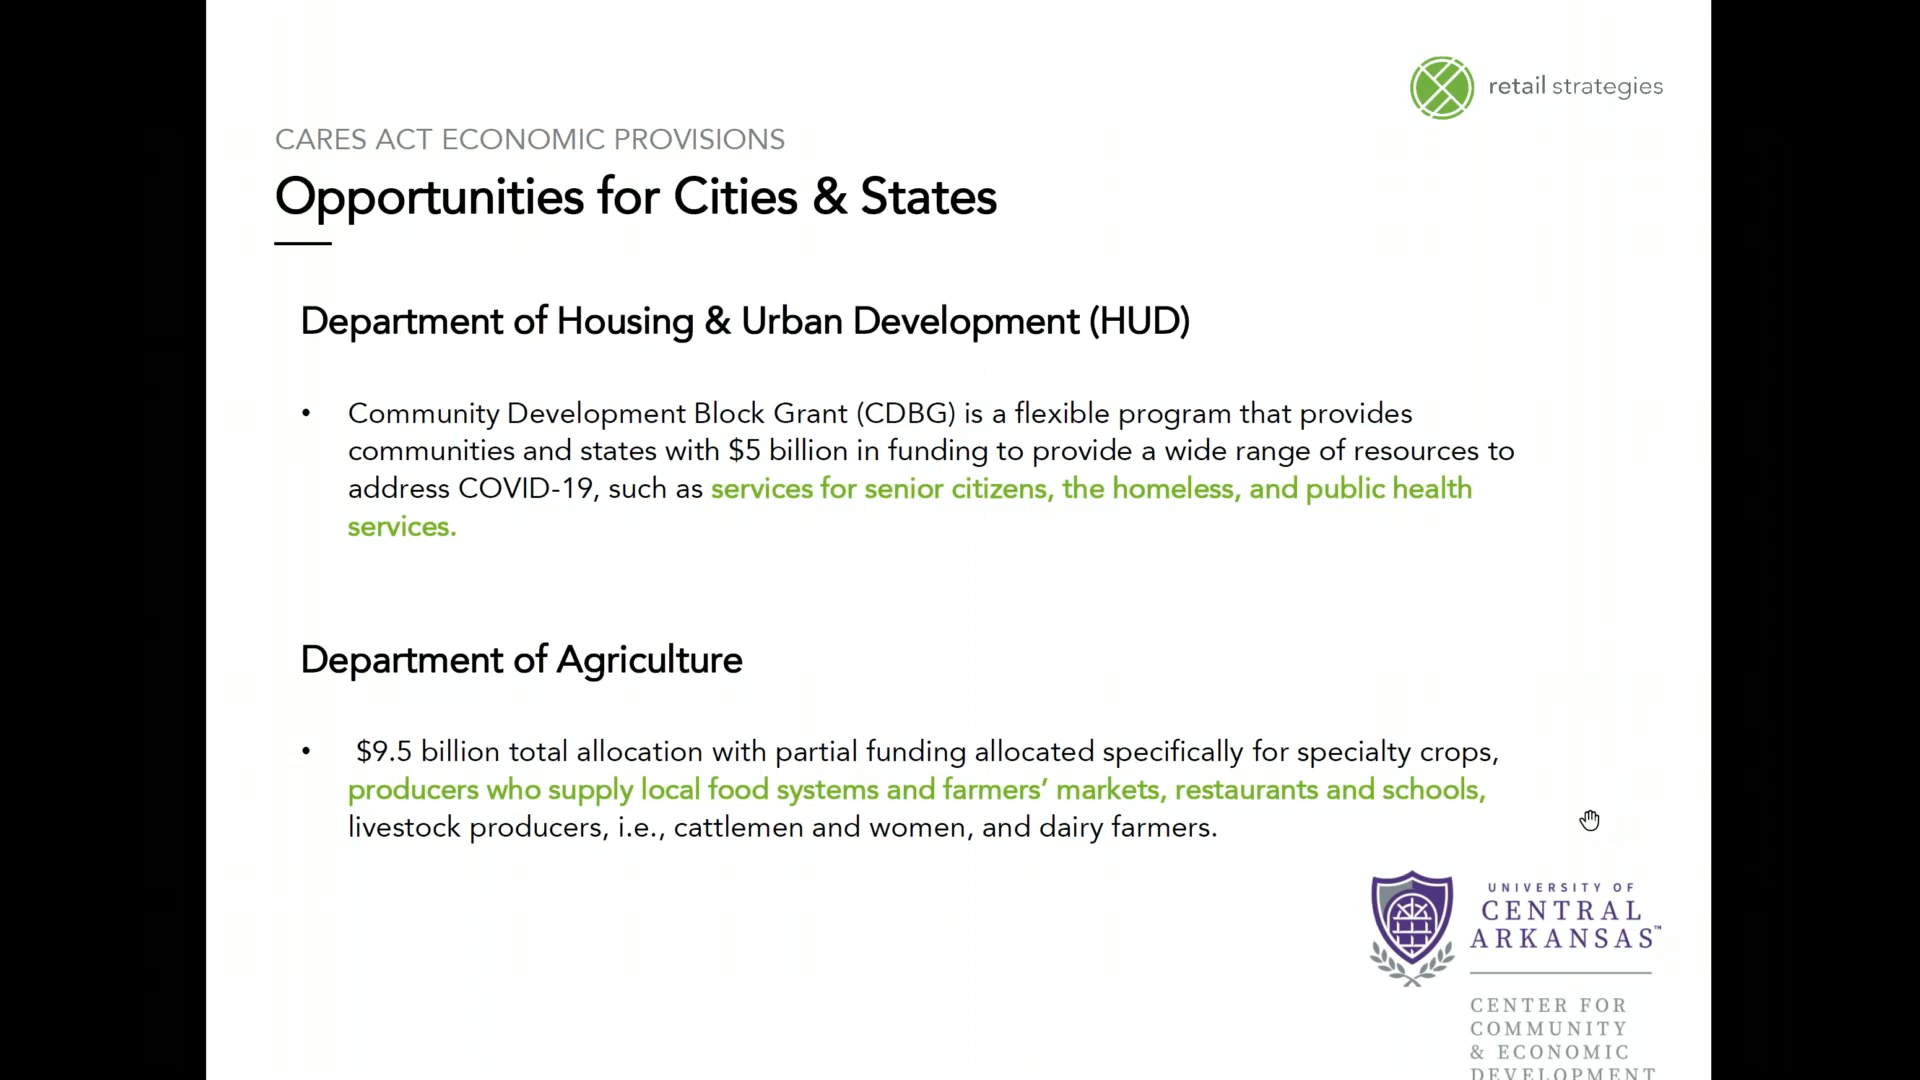 retail strategies
CARES ACT ECONOMIC PROVISIONS
Opportunities for Cities & States
Department of Housing & Urban Development (HUD)
• Community Development Block Grant (CDBG) is a flexible program that provides
communities and states with $5 billion in funding to provide a wide range of resources to
address COVID-19, such as services for senior citizens, the homeless, and public health
services.
Department of Agriculture
• $9.5 billion total allocation with partial funding allocated specifically for specialty crops,
producers who supply local food systems and farmers’ markets, restaurants and schools,
livestock producers, i.e., cattlemen and women, and dairy farmers.
UNIVERSITY OF
CENTRAL
ARKANSAS™
CENTER FOR
COMMUNITY
& ECONOMIC
DEVELOPMENT